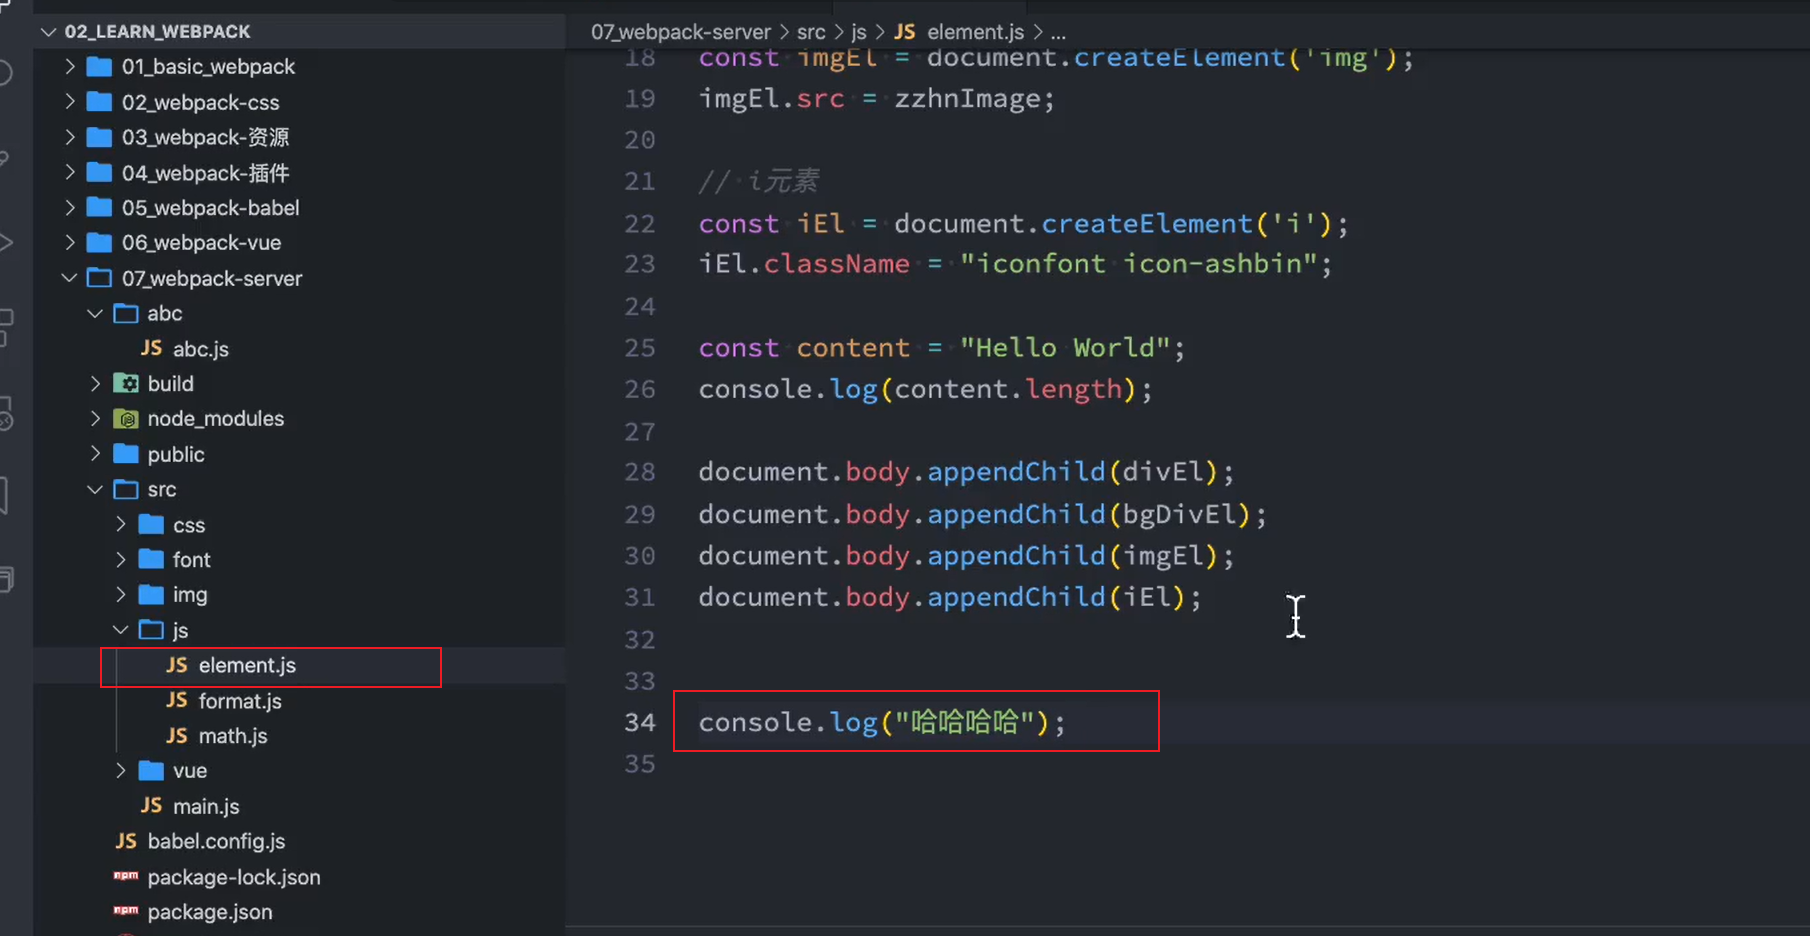 02_LEARN_WEBPACK
01_basic_webpack
02_webpack-css
03_webpack-资源
04_webpack-插件
05_webpack-babel
06_webpack-vue
07_webpack-server
abc
JS abc.js
build
node_modules
public
src
css
font
img
js
JS element.js
JS format.js
JS math.js
vue
JS main.js
JS babel.config.js
npm package-lock.json
npm package.json
07_webpack-server > src > js > JS element.js > ...
18 const imgEl = document.createElement('img');
19 imgEl.src = zzhnImage;
20
21 // i元素
22 const iEl = document.createElement('i');
23 iEl.className = "iconfont icon-ashbin";
24
25 const content = "Hello World";
26 console.log(content.length);
27
28 document.body.appendChild(divEl);
29 document.body.appendChild(bgDivEl);
30 document.body.appendChild(imgEl);
31 document.body.appendChild(iEl);
32
33
34 console.log("哈哈哈哈");
35